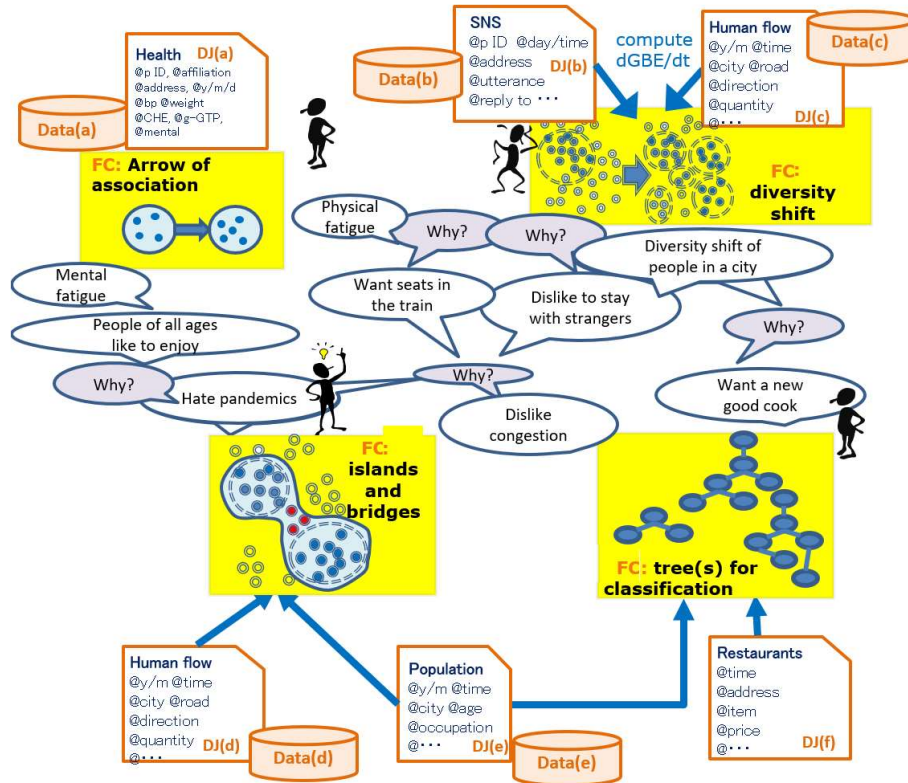 Health DJ(a)
@p ID, @affiliation
@address, @y/m/d
@bp @weight
@CHE, @g-GTP,
@mental
Data(a)
SNS
@p ID @day/time
@address
@utterance
@reply to ･･･
DJ(b)
Data(b)
compute
dGBE/dt
Human flow
@y/m @time
@city @road
@direction
@quantity
@･･･
DJ(c)
Data(c)
FC: Arrow of
association
FC:
diversity
shift
Physical
fatigue
Why?
Why?
Diversity shift of
people in a city
Mental
fatigue
Want seats in
the train
Dislike to stay
with strangers
People of all ages
like to enjoy
Why?
Why?
Hate pandemics
Why?
Want a new
good cook
Dislike
congestion
FC:
islands
and
bridges
FC: tree(s) for
classification
Human flow
@y/m @time
@city @road
@direction
@quantity
@･･･
DJ(d)
Data(d)
Population
@y/m @time
@city @age
@occupation
@･･･
DJ(e)
Data(e)
Restaurants
@time
@address
@item
@price
@･･･
DJ(f)